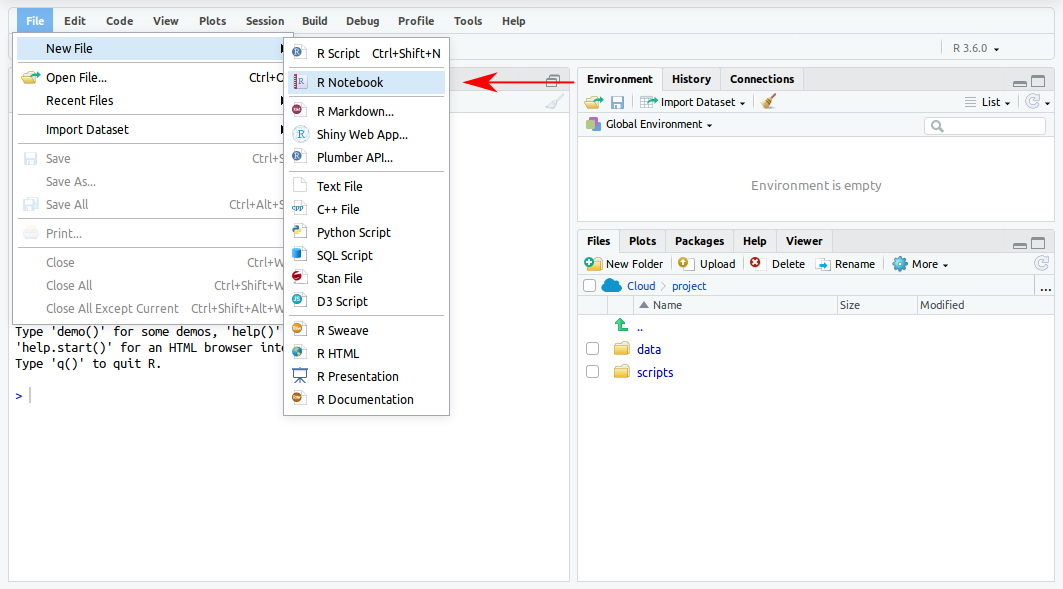 File Edit Code View Plots Session Build Debug Profile Tools Help
R 3.6.0
New File
Open File... Ctrl+O
Recent Files
Import Dataset
Save Ctrl+S
Save As...
Save All Ctrl+Alt+S
Print...
Close Ctrl+W
Close All Ctrl+Shift+W
Close All Except Current Ctrl+Shift+Alt+W
R Script Ctrl+Shift+N
R Notebook
R Markdown...
Shiny Web App...
Plumber API...
Text File
C++ File
Python Script
SQL Script
Stan File
D3 Script
R Sweave
R HTML
R Presentation
R Documentation
Type 'demo()' for some demos, 'help()'
'help.start()' for an HTML browser inte
Type 'q()' to quit R.
>
Environment History Connections
Import Dataset List
Global Environment
Environment is empty
Files Plots Packages Help Viewer
New Folder Upload Delete Rename More
Cloud project ...
Name Size Modified
..
data
scripts